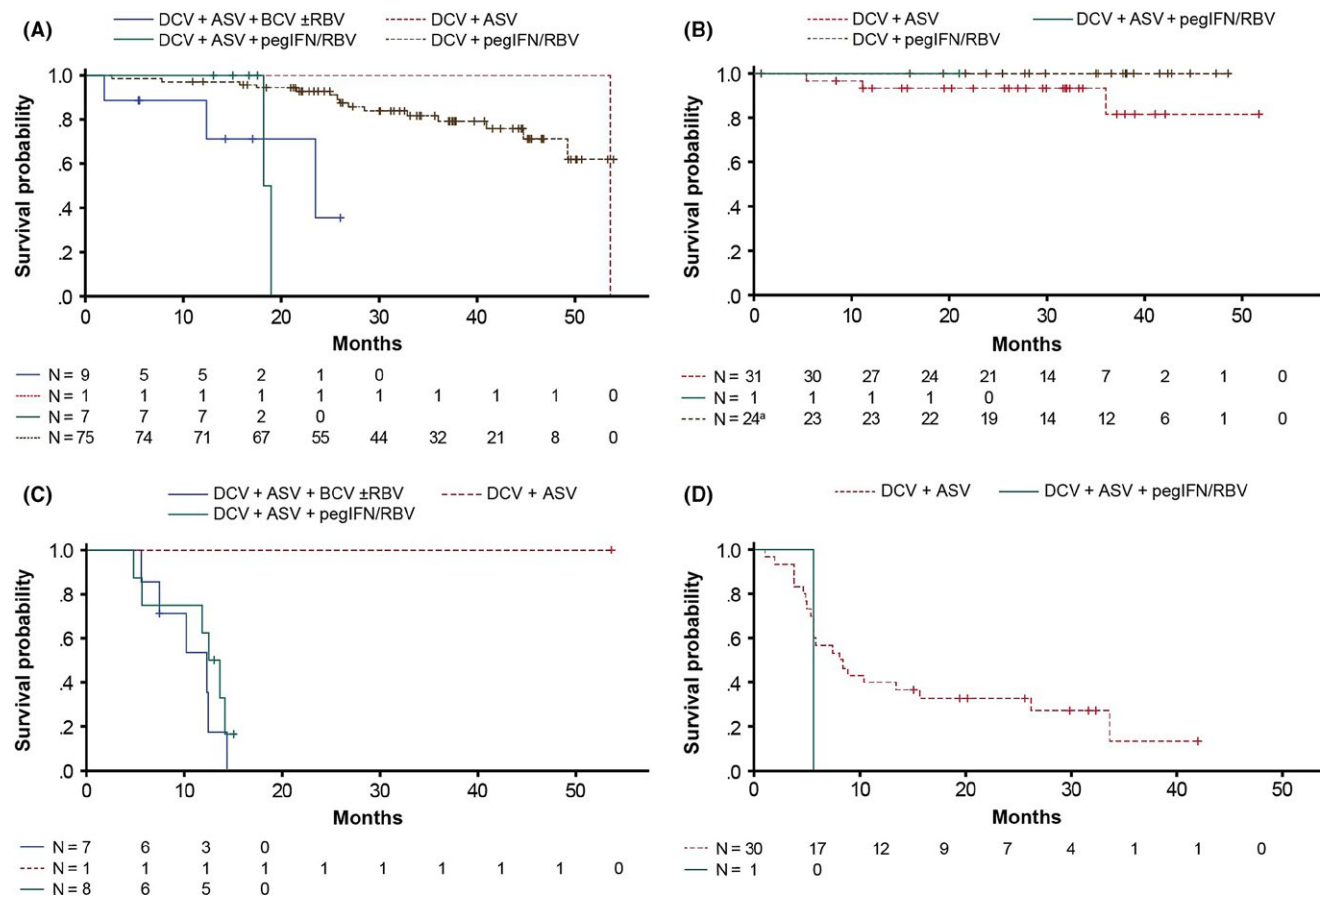 (A)
DCV + ASV + BCV ±RBV
DCV + ASV
DCV + ASV + pegIFN/RBV
DCV + pegIFN/RBV
Survival probability
1.0
.8
.6
.4
.2
.0
0 10 20 30 40 50
Months
N = 9 5 5 2 1 0
N = 1 1 1 1 1 1 1 1 1 0
N = 7 7 7 2 0
N = 75 74 71 67 55 44 32 21 8 0
(B)
DCV + ASV
DCV + ASV + pegIFN/RBV
DCV + pegIFN/RBV
Survival probability
1.0
.8
.6
.4
.2
.0
0 10 20 30 40 50
Months
N = 31 30 27 24 21 14 7 2 1 0
N = 1 1 1 1 0
N = 24ª 23 23 22 19 14 12 6 1 0
(C)
DCV + ASV + BCV ±RBV
DCV + ASV
DCV + ASV + pegIFN/RBV
Survival probability
1.0
.8
.6
.4
.2
.0
0 10 20 30 40 50
Months
N = 7 6 3 0
N = 1 1 1 1 1 1 1 1 1 0
N = 8 6 5 0
(D)
DCV + ASV
DCV + ASV + pegIFN/RBV
Survival probability
1.0
.8
.6
.4
.2
.0
0 10 20 30 40 50
Months
N = 30 17 12 9 7 4 1 1 0
N = 1 0